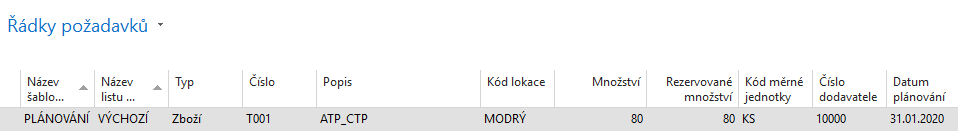 Řádky požadavků
Název šablo... Název listu ... Typ Číslo Popis Kód lokace Množství Rezervované množství Kód měrné jednotky Číslo dodavatele Datum plánování
PLÁNOVÁNÍ VÝCHOZÍ Zboží T001 ATP_CTP MODRÝ 80 80 KS 10000 31.01.2020